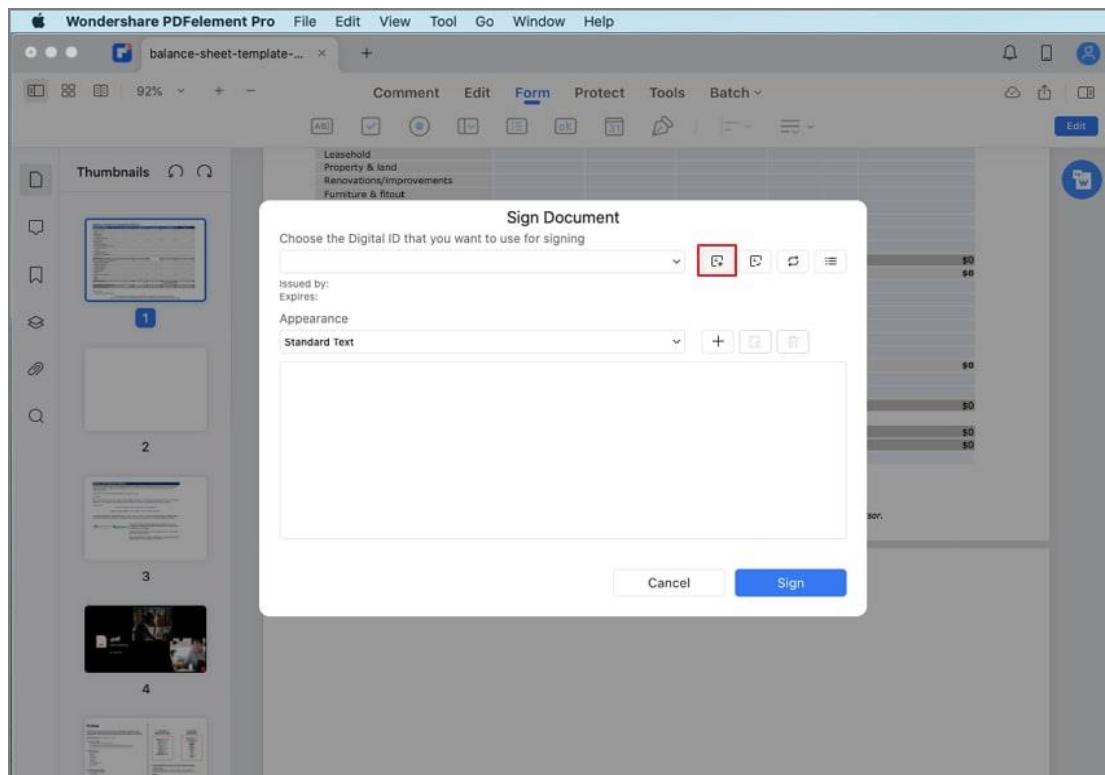 Wondershare PDFelement Pro File Edit View Tool Go Window Help
balance-sheet-template-... × +
92% + −
Comment Edit Form Protect Tools Batch
AB| ok 31 Edit
Thumbnails
Leasehold
Property & land
Renovations/improvements
Furniture & fitout
Sign Document
Choose the Digital ID that you want to use for signing
Issued by:
Expires:
Appearance
Standard Text
$0
$0
$0
$0
$0
$0
sor.
Cancel Sign
1
2
3
4